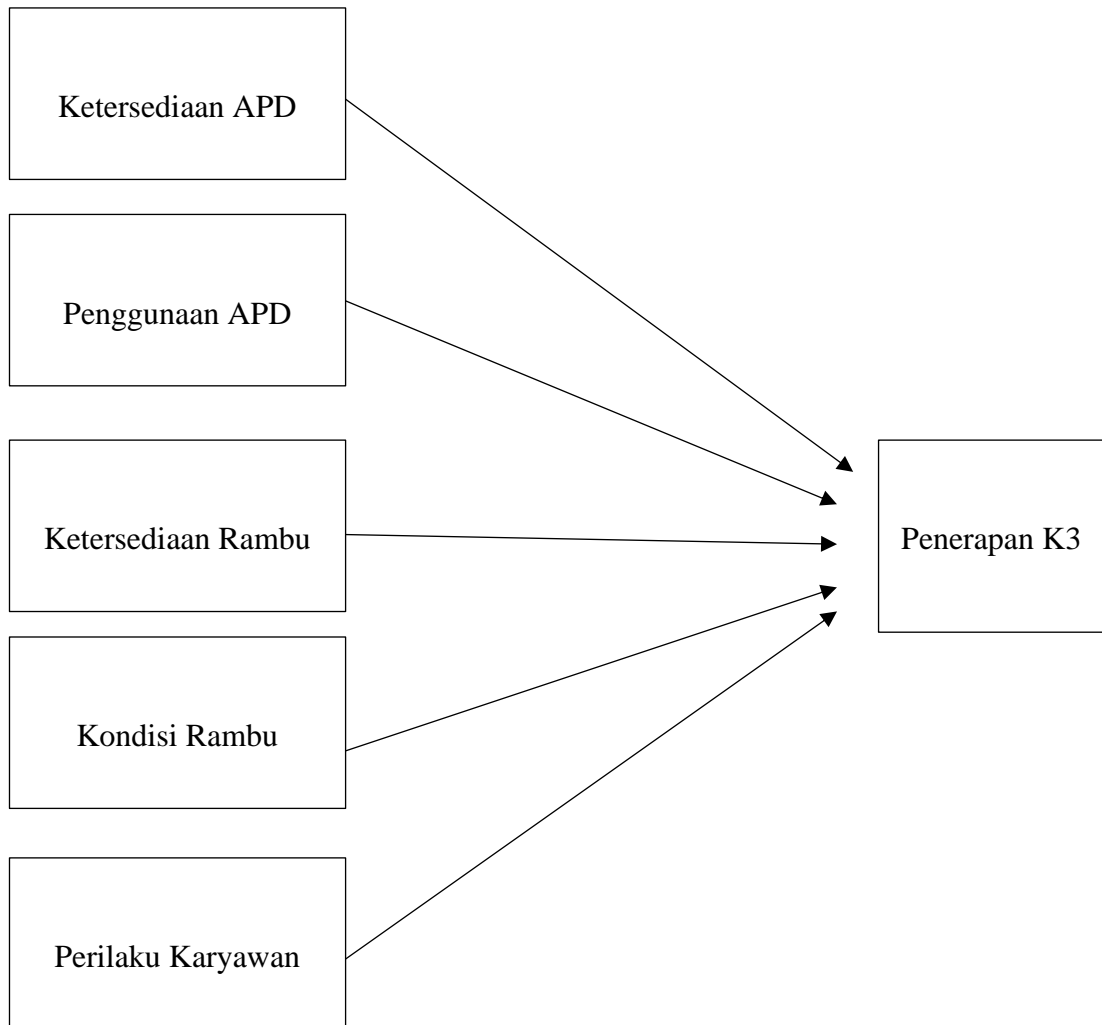 Ketersediaan APD
Penggunaan APD
Ketersediaan Rambu
Penerapan K3
Kondisi Rambu
Perilaku Karyawan